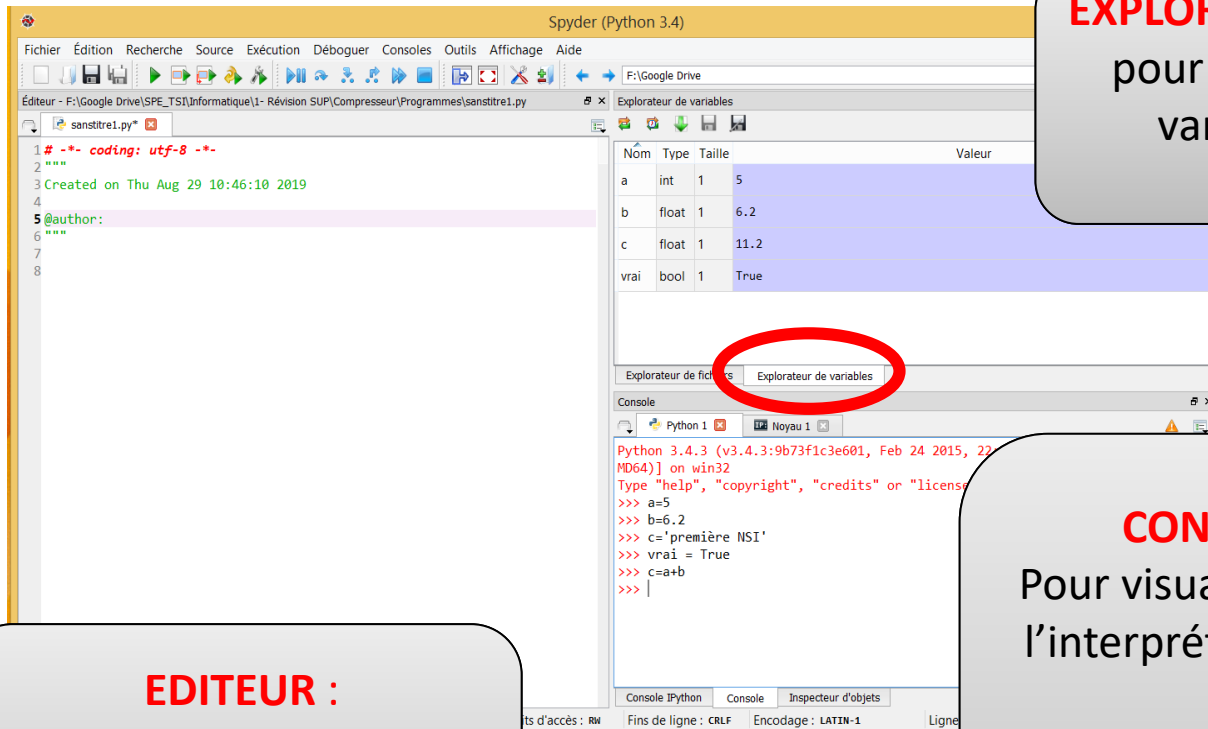 Spyder (Python 3.4)
Fichier Édition Recherche Source Exécution Déboguer Consoles Outils Affichage Aide
F:\Google Drive
Éditeur - F:\Google Drive\SPE_TSI\Informatique\1- Révision SUP\Compresseur\Programmes\sanstitre1.py
sanstitre1.py*
1 # -*- coding: utf-8 -*-
2 """
3 Created on Thu Aug 29 10:46:10 2019
4
5 @author:
6 """
7
8
Explorateur de variables
Nom Type Taille Valeur
a int 1 5
b float 1 6.2
c float 1 11.2
vrai bool 1 True
Explorateur de fich rs Explorateur de variables
Console
Python 1 Noyau 1
Python 3.4.3 (v3.4.3:9b73f1c3e601, Feb 24 2015, 22
MD64)] on win32
Type "help", "copyright", "credits" or "license
>>> a=5
>>> b=6.2
>>> c='première NSI'
>>> vrai = True
>>> c=a+b
>>>
Console IPython Console Inspecteur d'objets
its d'accès : RW Fins de ligne : CRLF Encodage : LATIN-1 Ligne
EXPLOR
pour
var
CON
Pour visua
l'interprét
EDITEUR :